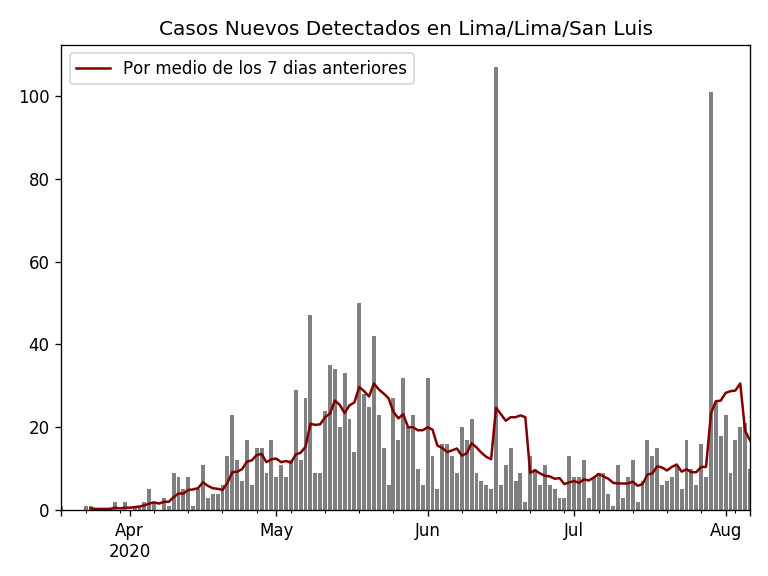 Casos Nuevos Detectados en Lima/Lima/San Luis
Por medio de los 7 dias anteriores
100
80
60
40
20
0
Apr
2020
May
Jun
Jul
Aug